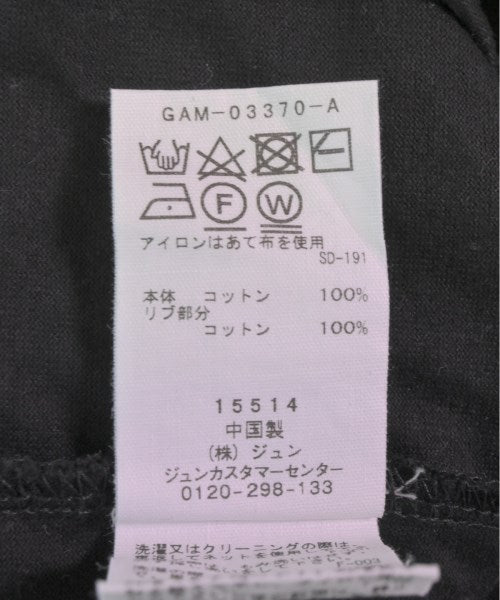 GAM-03370-A
F W
アイロンはあて布を使用
SD-191
本体 コットン 100%
リブ部分
コットン 100%
15514
中国製
(株) ジュン
ジュンカスタマーセンター
0120-298-133
洗濯又はクリーニングの際は